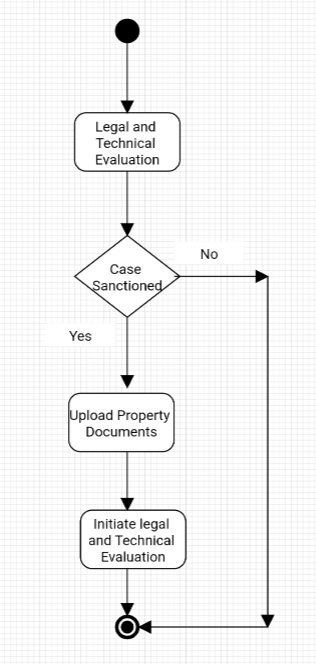 Legal and
Technical
Evaluation
Case
Sanctioned
No
Yes
Upload Property
Documents
Initiate legal
and Technical
Evaluation